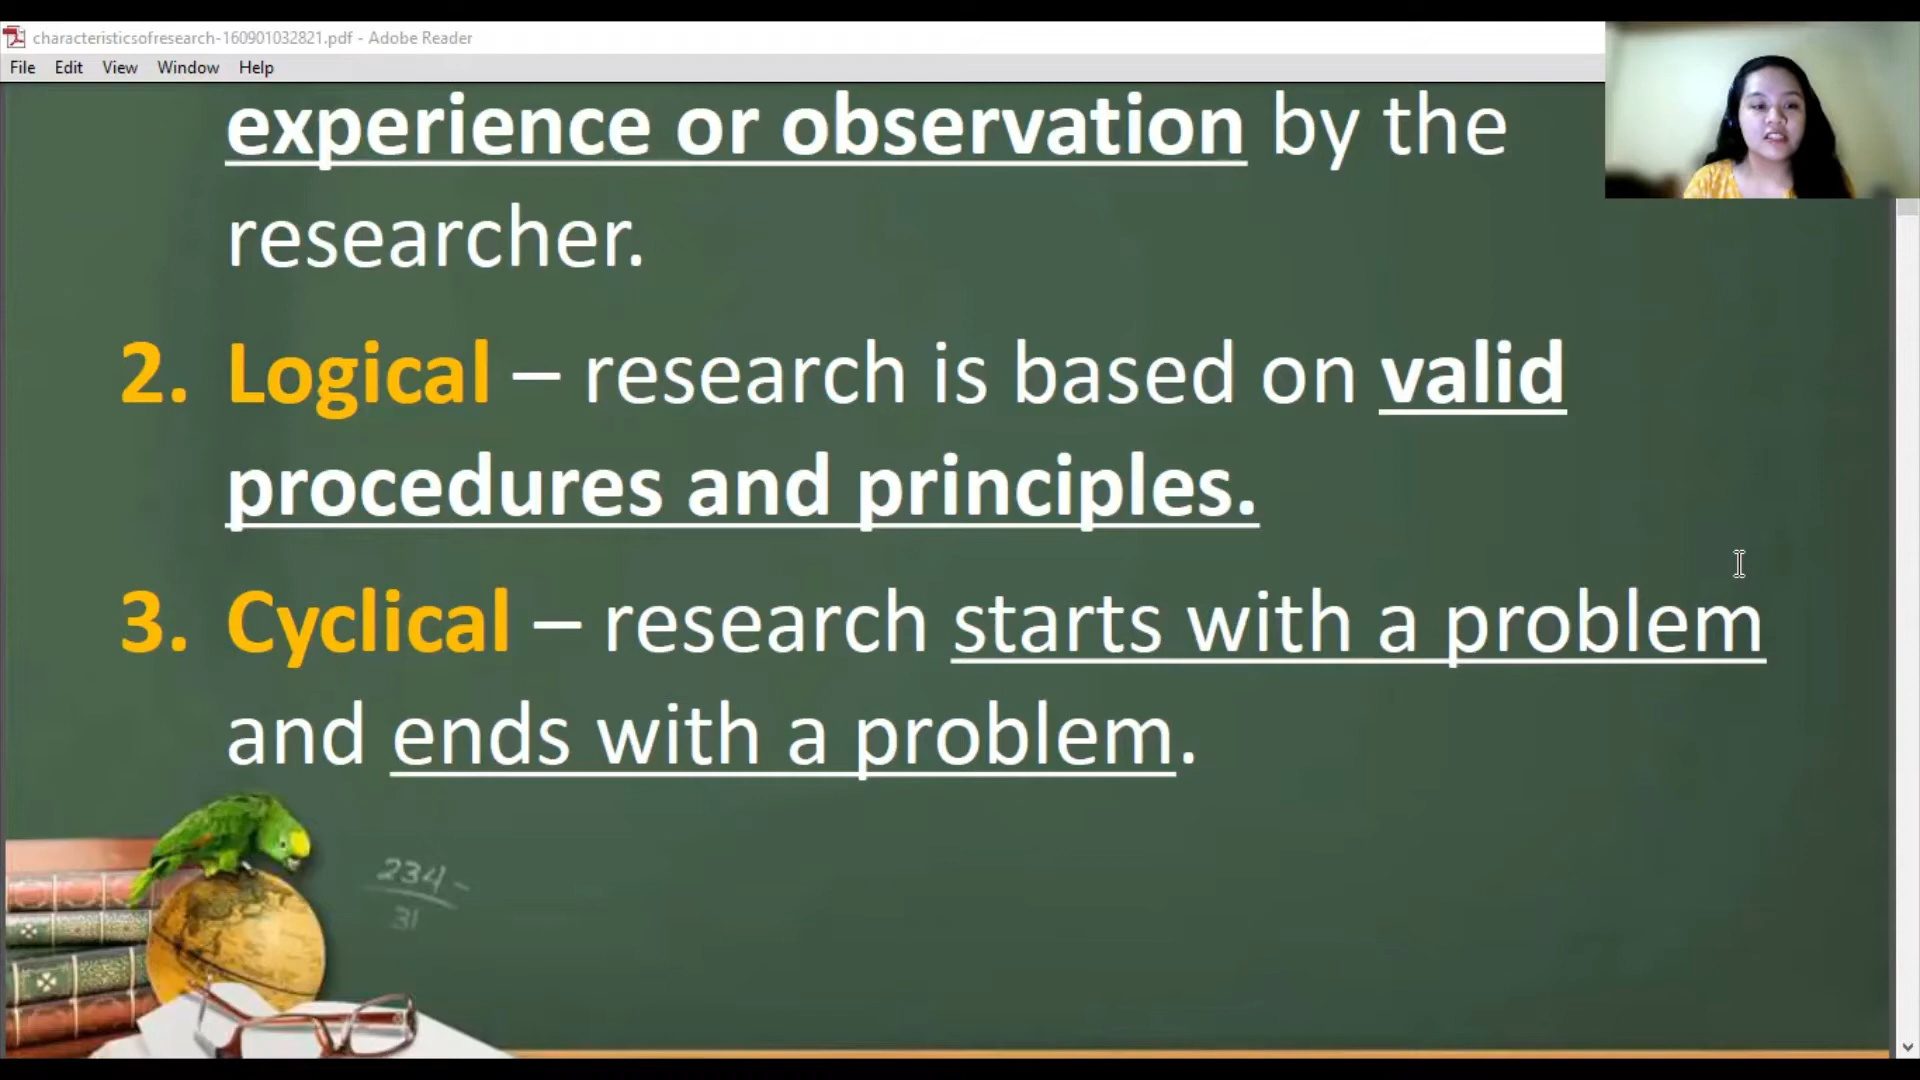 characteristicsofresearch-160901032821.pdf - Adobe Reader
File Edit View Window Help
experience or observation by the
researcher.
2. Logical – research is based on valid
procedures and principles.
3. Cyclical – research starts with a problem
and ends with a problem.
234 -
31